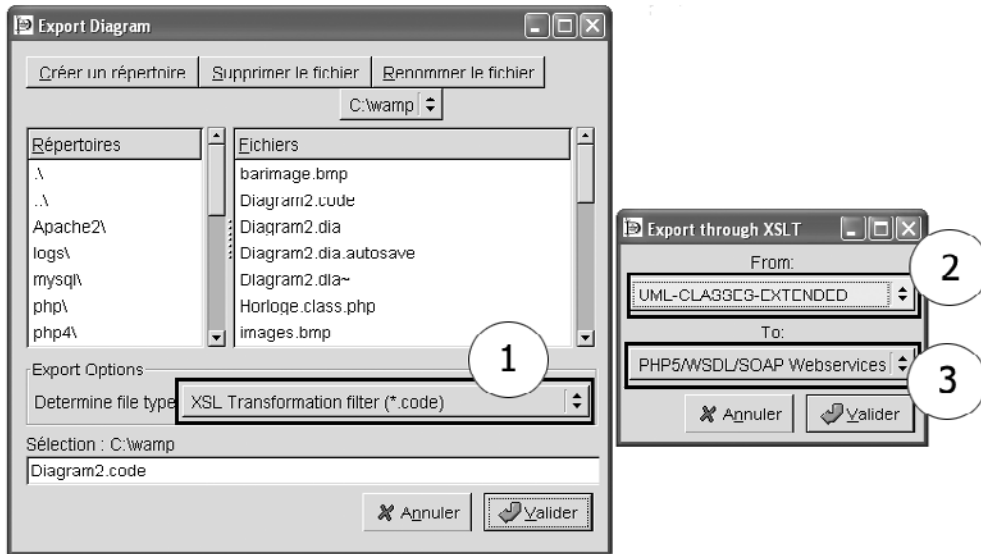 Export Diagram
Créer un répertoire Supprimer le fichier Renommer le fichier
C:\wamp
Répertoires
.\
..\
Apache2\
logs\
mysql\
php\
php4\
Fichiers
barimage.bmp
Diagram2.code
Diagram2.dia
Diagram2.dia.autosave
Diagram2.dia~
Horloge.class.php
images.bmp
Export Options
1
Determine file type XSL Transformation filter (*.code)
Sélection : C:\wamp
Diagram2.code
Annuler Valider
Export through XSLT
From:
2
UML-CLASSES-EXTENDED
To:
PHP5/WSDL/SOAP Webservices
3
Annuler Valider